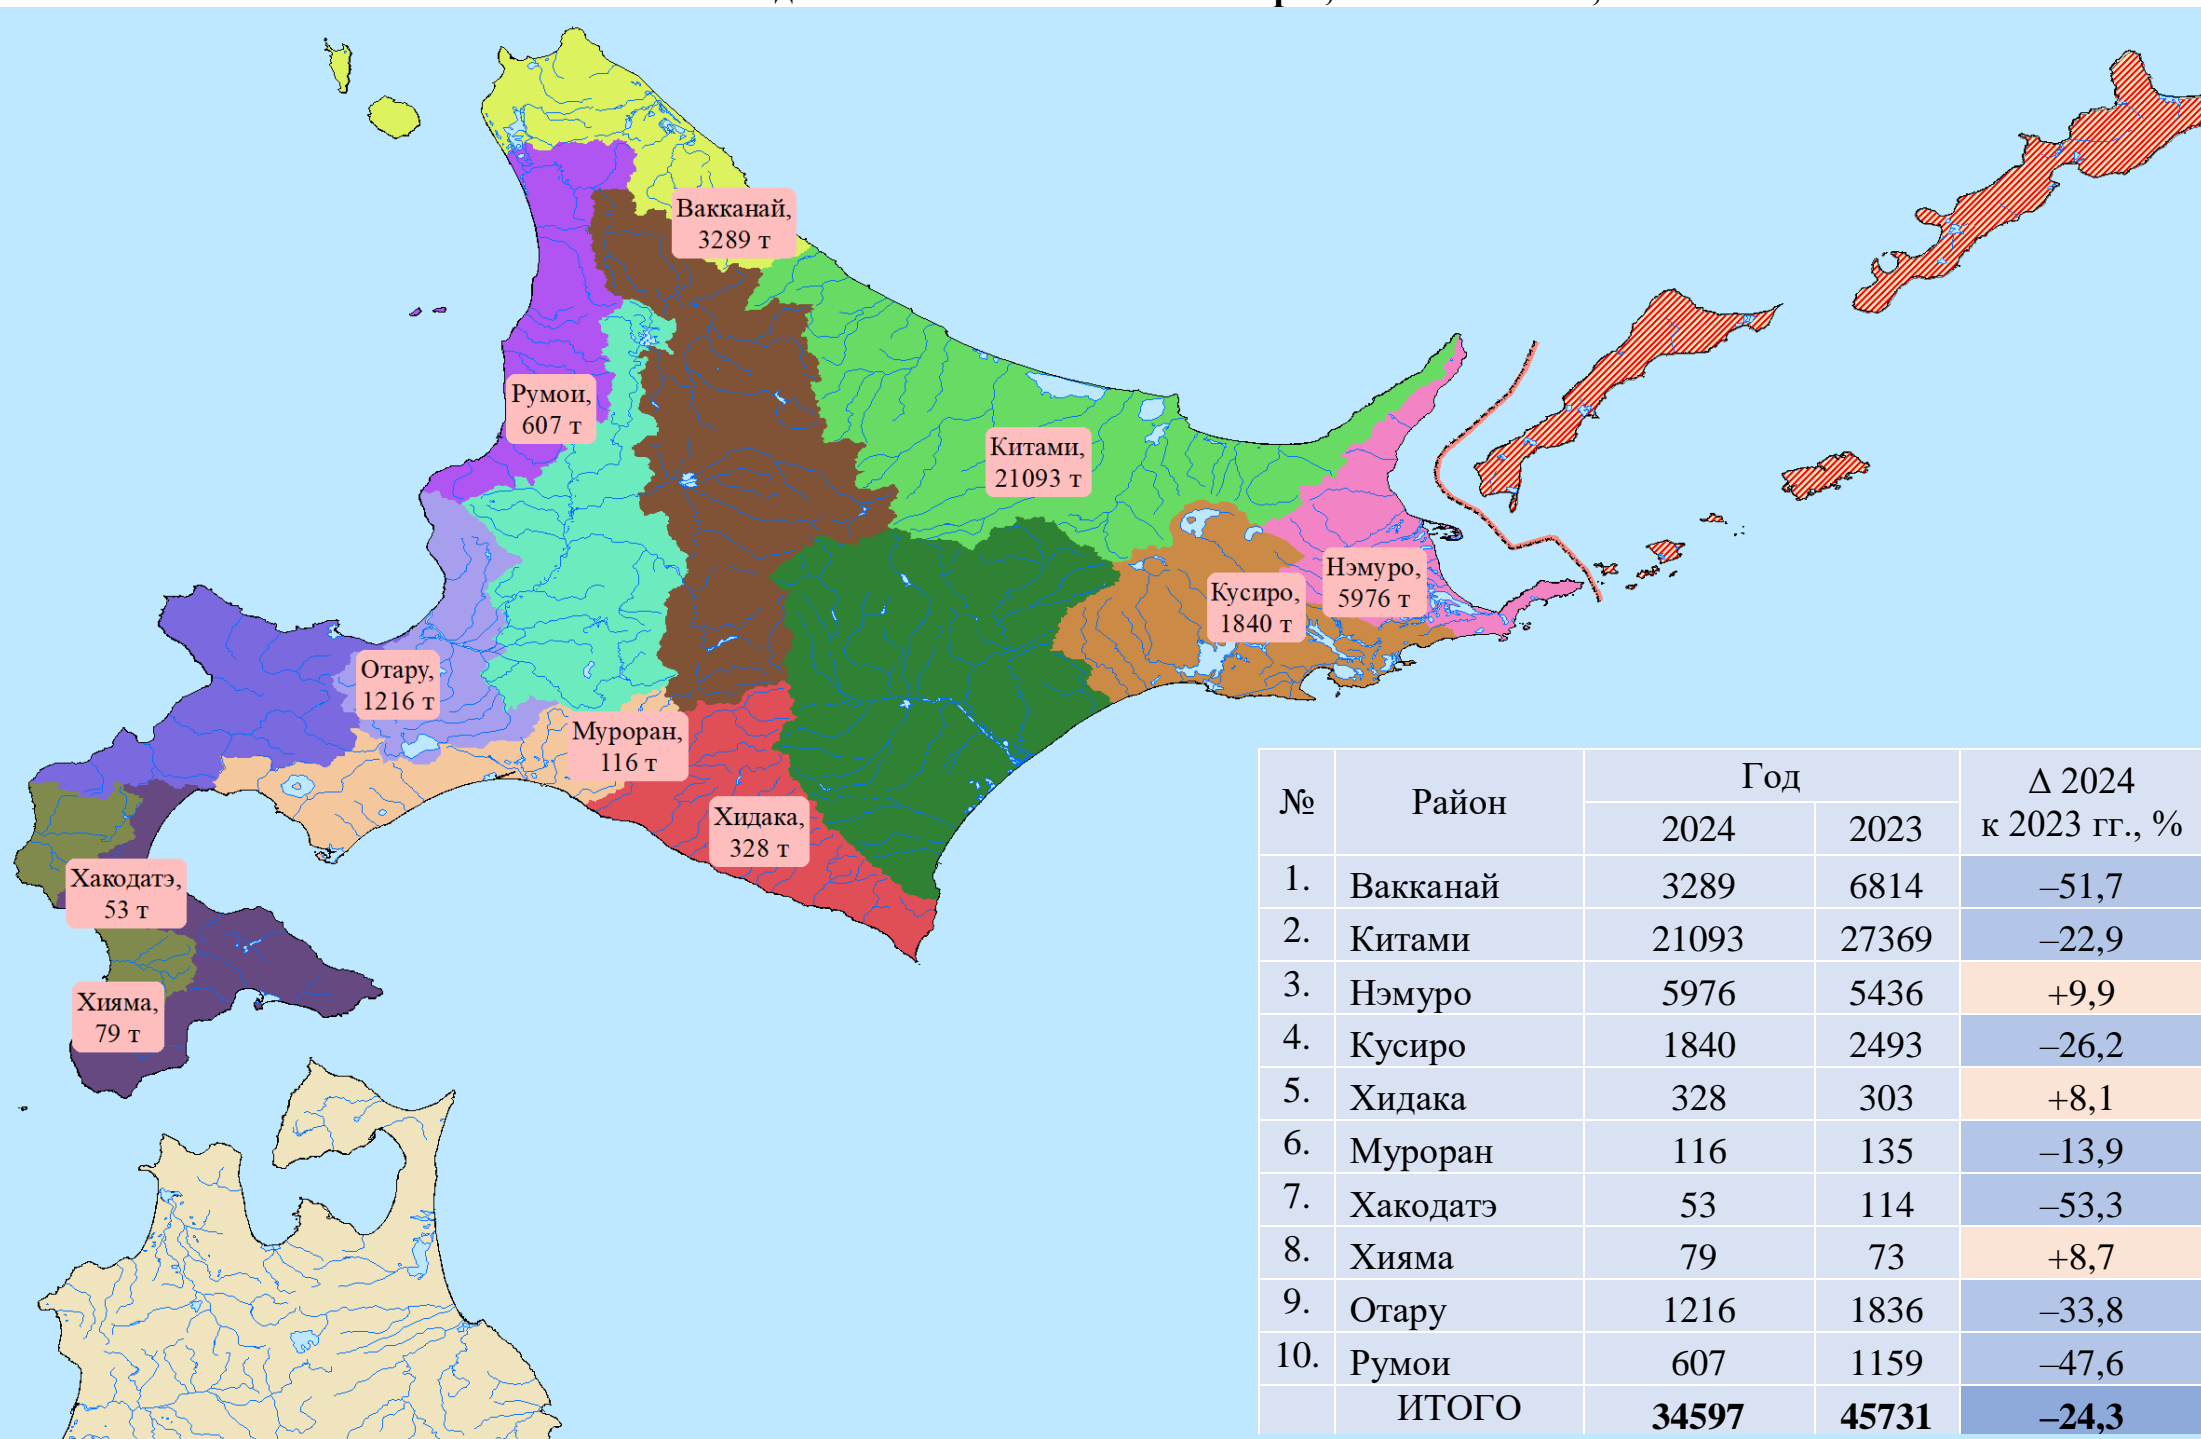 Вакканай,
3289 т
Румои,
607 т
Китами,
21093 т
Нэмуро,
5976 т
Кусиро,
1840 т
Отару,
1216 т
Муроран,
116 т
Хидака,
328 т
Хакодатэ,
53 т
Хияма,
79 т
№ Район Год Δ 2024
к 2023 гг., %
2024 2023
1. Вакканай 3289 6814 –51,7
2. Китами 21093 27369 –22,9
3. Нэмуро 5976 5436 +9,9
4. Кусиро 1840 2493 –26,2
5. Хидака 328 303 +8,1
6. Муроран 116 135 –13,9
7. Хакодатэ 53 114 –53,3
8. Хияма 79 73 +8,7
9. Отару 1216 1836 –33,8
10. Румои 607 1159 –47,6
ИТОГО 34597 45731 –24,3